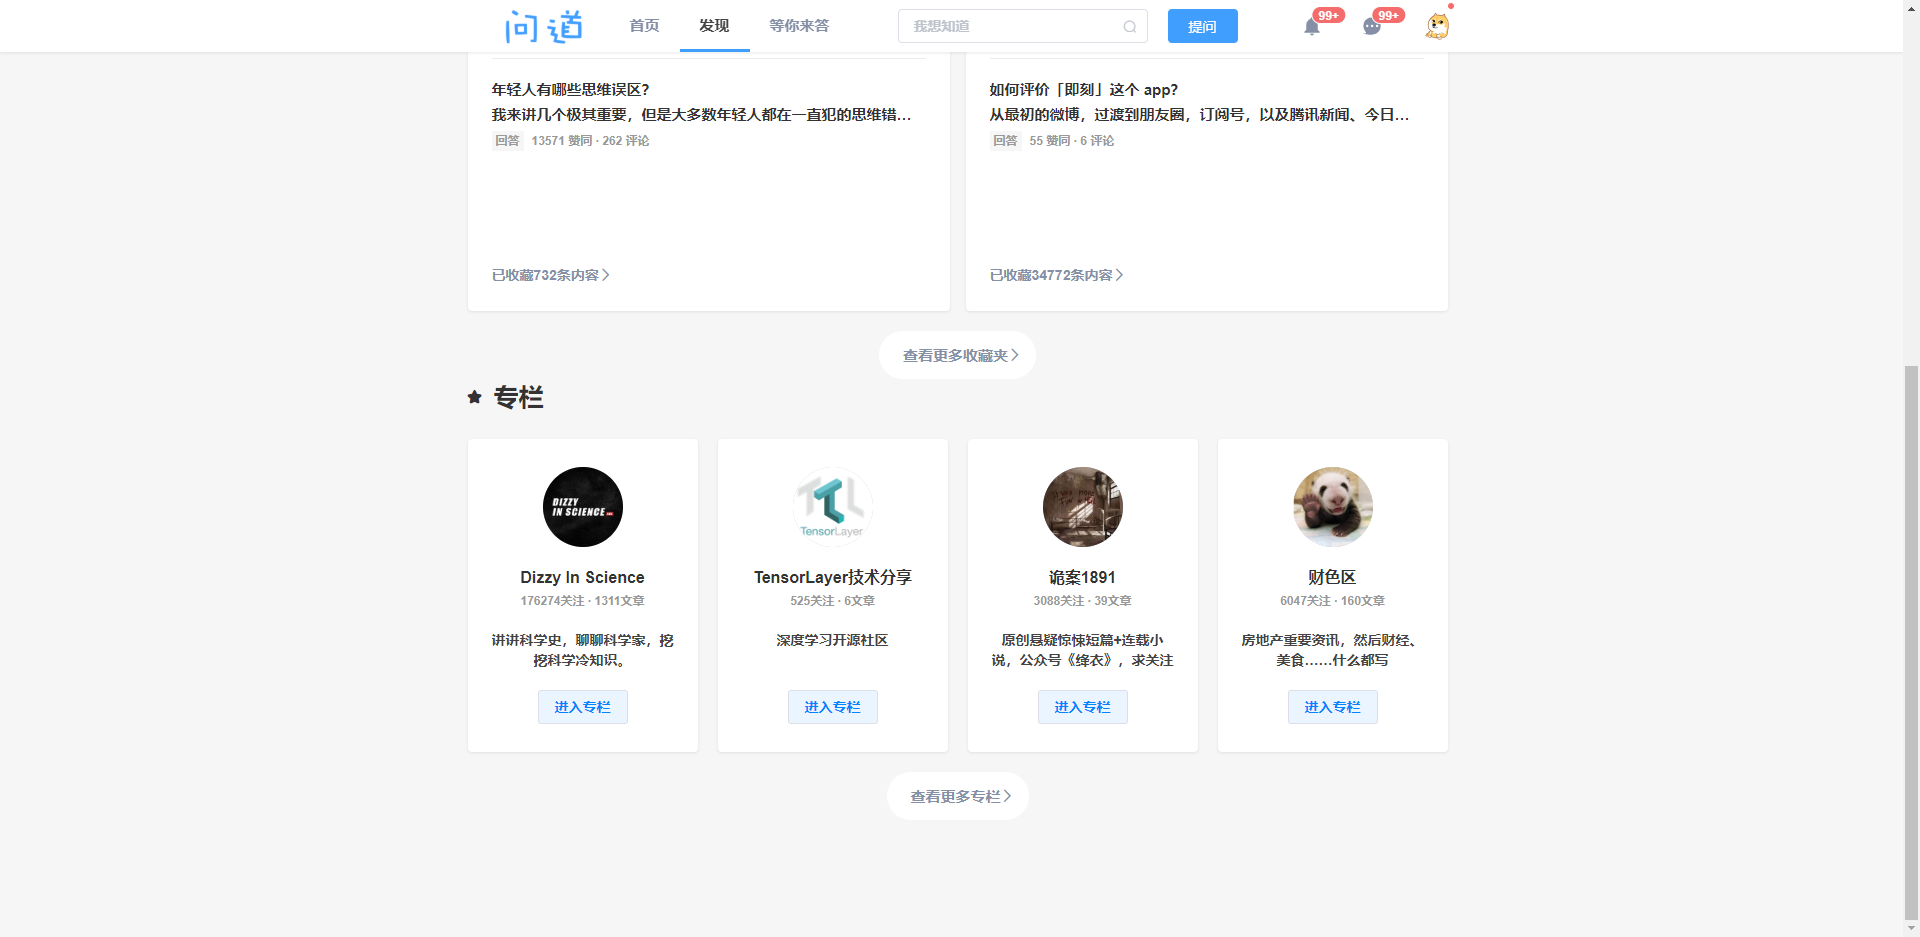 问道
首页
发现
等你来答
我想知道
提问
99+
99+
年轻人有哪些思维误区？
我来讲几个极其重要，但是大多数年轻人都在一直犯的思维错...
回答 13571 赞同 · 262 评论
已收藏732条内容
如何评价「即刻」这个 app?
从最初的微博，过渡到朋友圈，订阅号，以及腾讯新闻、今日...
回答 55 赞同 · 6 评论
已收藏34772条内容
查看更多收藏夹
专栏
DIZZY
IN SCIENCE
Dizzy In Science
176274关注 · 1311文章
讲讲科学史，聊聊科学家，挖
挖科学冷知识。
进入专栏
TensorLayer
TensorLayer技术分享
525关注 · 6文章
深度学习开源社区
进入专栏
诡案1891
3088关注 · 39文章
原创悬疑惊悚短篇+连载小
说，公众号《绛衣》，求关注
进入专栏
财色区
6047关注 · 160文章
房地产重要资讯，然后财经、
美食……什么都写
进入专栏
查看更多专栏